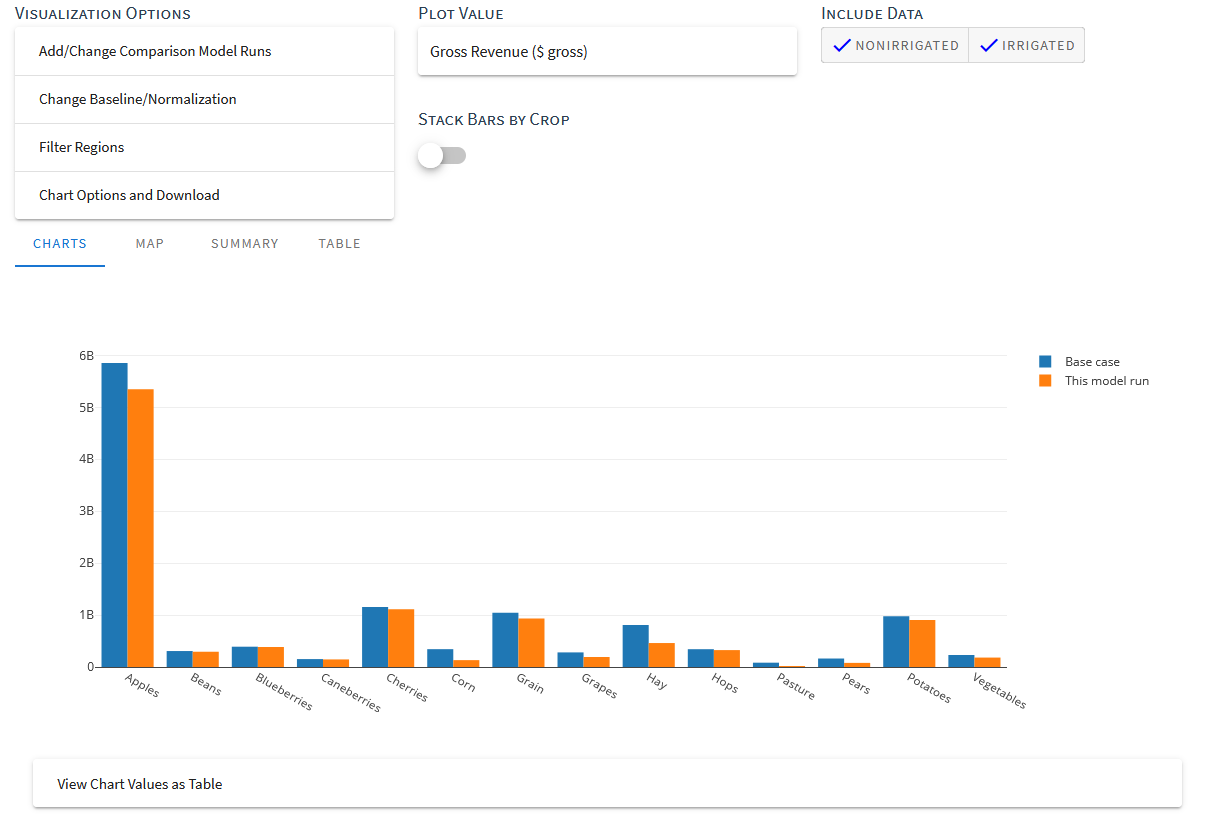 Visualization Options
Add/Change Comparison Model Runs
Change Baseline/Normalization
Filter Regions
Chart Options and Download
Plot Value
Gross Revenue ($ gross)
Stack Bars by Crop
Include Data
NONIRRIGATED
IRRIGATED
CHARTS
MAP
SUMMARY
TABLE
6B
5B
4B
3B
2B
1B
0
Apples
Beans
Blueberries
Caneberries
Cherries
Corn
Grain
Grapes
Hay
Hops
Pasture
Pears
Potatoes
Vegetables
Base case
This model run
View Chart Values as Table